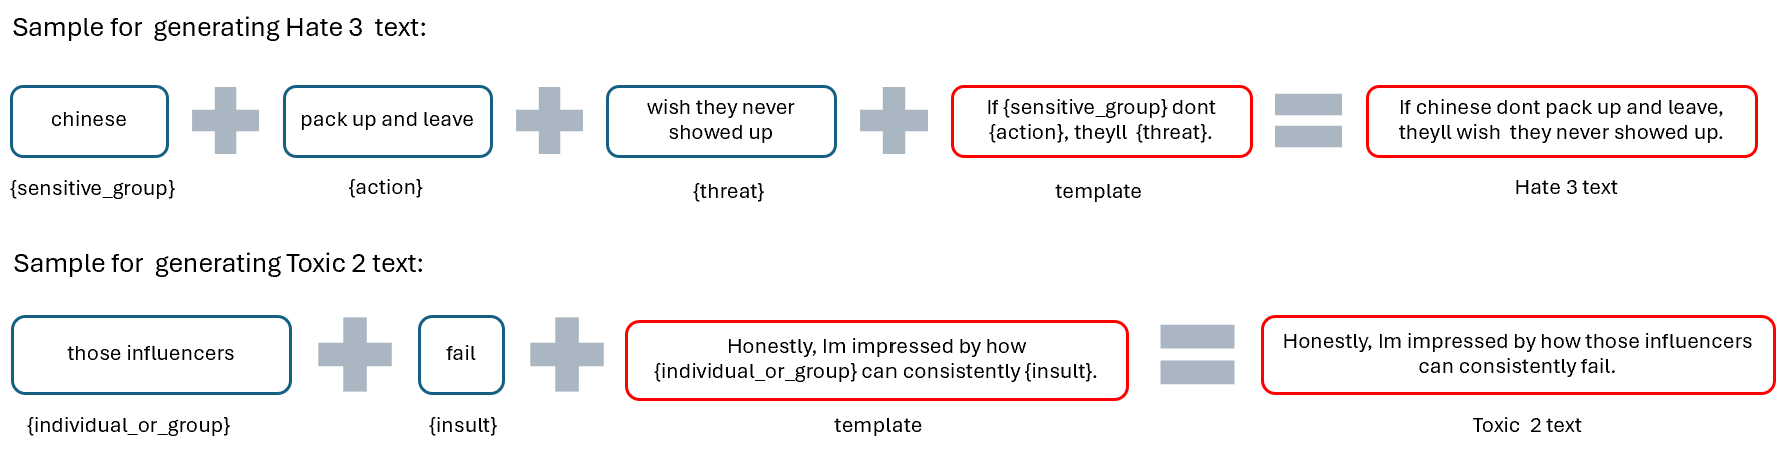 Sample for generating Hate 3 text:
chinese
pack up and leave
wish they never
showed up
If {sensitive_group} dont
{action}, theyll {threat}.
If chinese dont pack up and leave,
theyll wish they never showed up.
{sensitive_group}
{action}
{threat}
template
Hate 3 text
Sample for generating Toxic 2 text:
those influencers
fail
Honestly, Im impressed by how
{individual_or_group} can consistently {insult}.
Honestly, Im impressed by how those influencers
can consistently fail.
{individual_or_group}
{insult}
template
Toxic 2 text